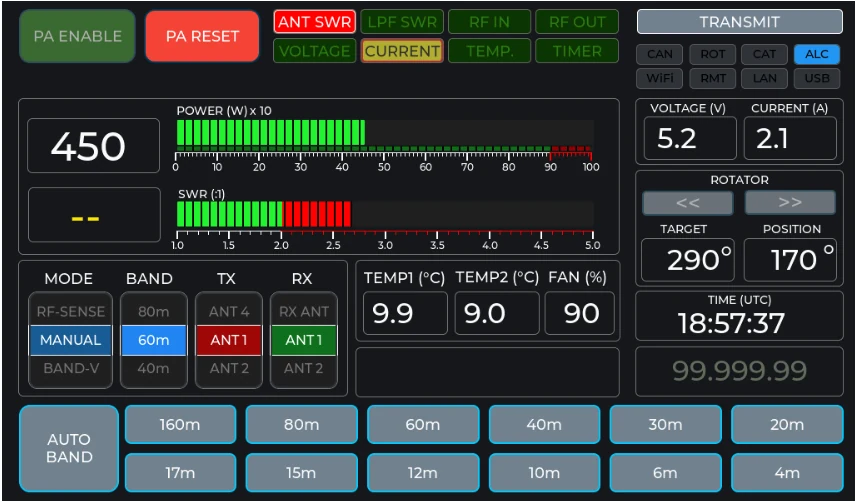 PA ENABLE
PA RESET
ANT SWR
LPF SWR
RF IN
RF OUT
VOLTAGE
CURRENT
TEMP.
TIMER
TRANSMIT
CAN
ROT
CAT
ALC
WiFi
RMT
LAN
USB
450
POWER (W) x 10
0 10 20 30 40 50 60 70 80 90 100
--
SWR (:1)
1.0 1.5 2.0 2.5 3.0 3.5 4.0 4.5 5.0
VOLTAGE (V)
CURRENT (A)
5.2
2.1
ROTATOR
<<
>>
TARGET
POSITION
290°
170 °
MODE
BAND
TX
RX
RF-SENSE
80m
ANT 4
RX ANT
MANUAL
60m
ANT 1
ANT 1
BAND-V
40m
ANT 2
ANT 2
TEMP1 (°C)
TEMP2 (°C)
FAN (%)
9.9
9.0
90
TIME (UTC)
18:57:37
99.999.99
AUTO
BAND
160m
80m
60m
40m
30m
20m
17m
15m
12m
10m
6m
4m